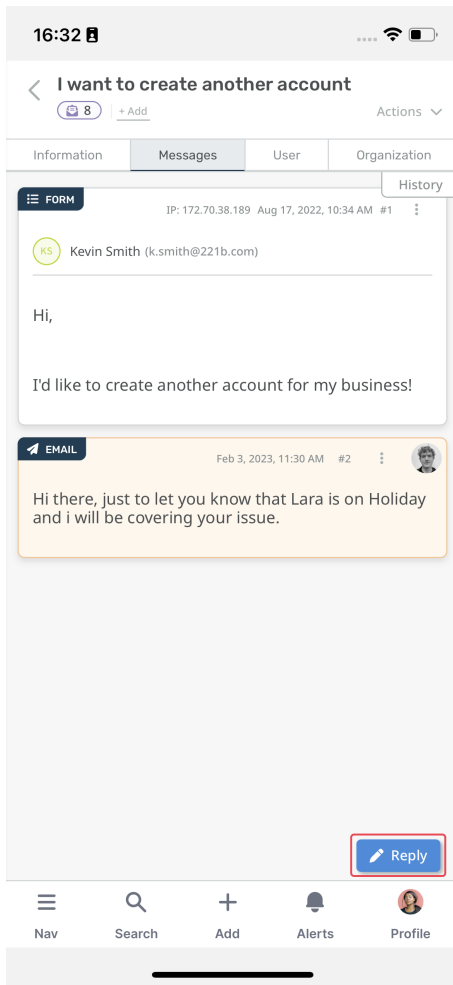 16:32
I want to create another account
8
+ Add
Actions
Information
Messages
User
Organization
History
FORM
IP: 172.70.38.189 Aug 17, 2022, 10:34 AM #1
KS
Kevin Smith (k.smith@221b.com)
Hi,
I'd like to create another account for my business!
EMAIL
Feb 3, 2023, 11:30 AM #2
Hi there, just to let you know that Lara is on Holiday
and i will be covering your issue.
Reply
Nav
Search
Add
Alerts
Profile